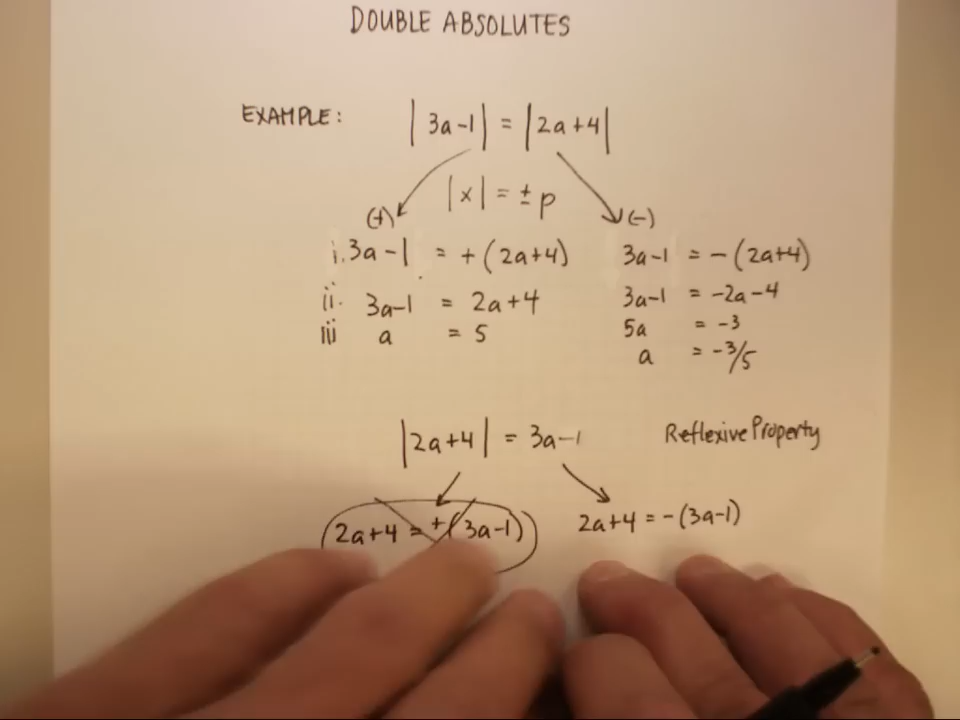 DOUBLE ABSOLUTES
EXAMPLE: |3a-1| = |2a+4|
|x| = ± p
(+) (-)
i. 3a-1 = +(2a+4) 3a-1 = -(2a+4)
ii. 3a-1 = 2a+4 3a-1 = -2a-4
iii a = 5 5a = -3
a = -3/5
|2a+4| = 3a-1 Reflexive Property
2a+4 = +(3a-1) 2a+4 = -(3a-1)